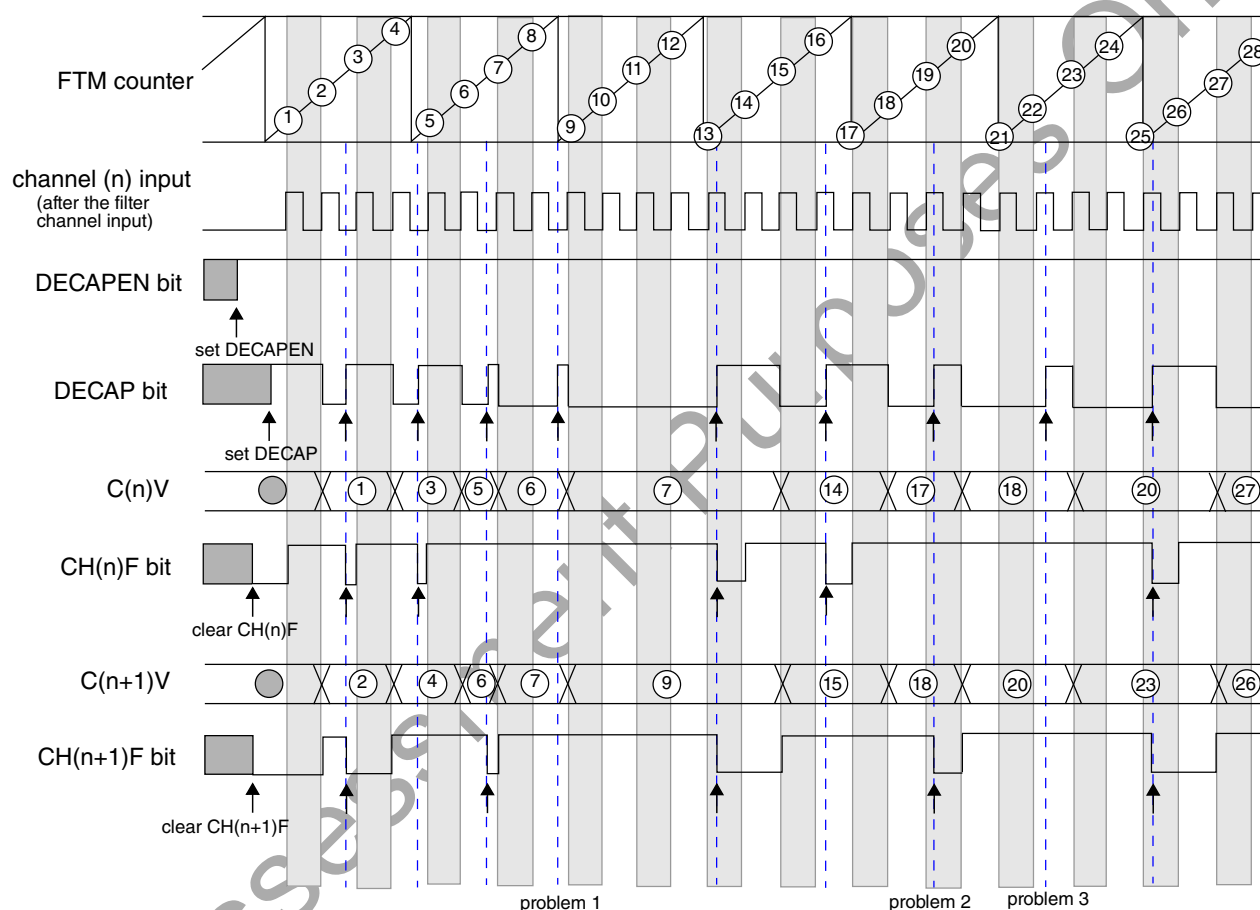 4
8
12
16
20
24
28
3
7
11
15
19
23
27
FTM counter
2
6
10
14
18
22
26
1
5
9
13
17
21
25
channel (n) input
(after the filter
channel input)
DECAPEN bit
set DECAPEN
DECAP bit
set DECAP
C(n)V
1
3
5
6
7
14
17
18
20
27
CH(n)F bit
clear CH(n)F
C(n+1)V
2
4
6
7
9
15
18
20
23
26
CH(n+1)F bit
clear CH(n+1)F
problem 1
problem 2
problem 3
ssessment Purposes On